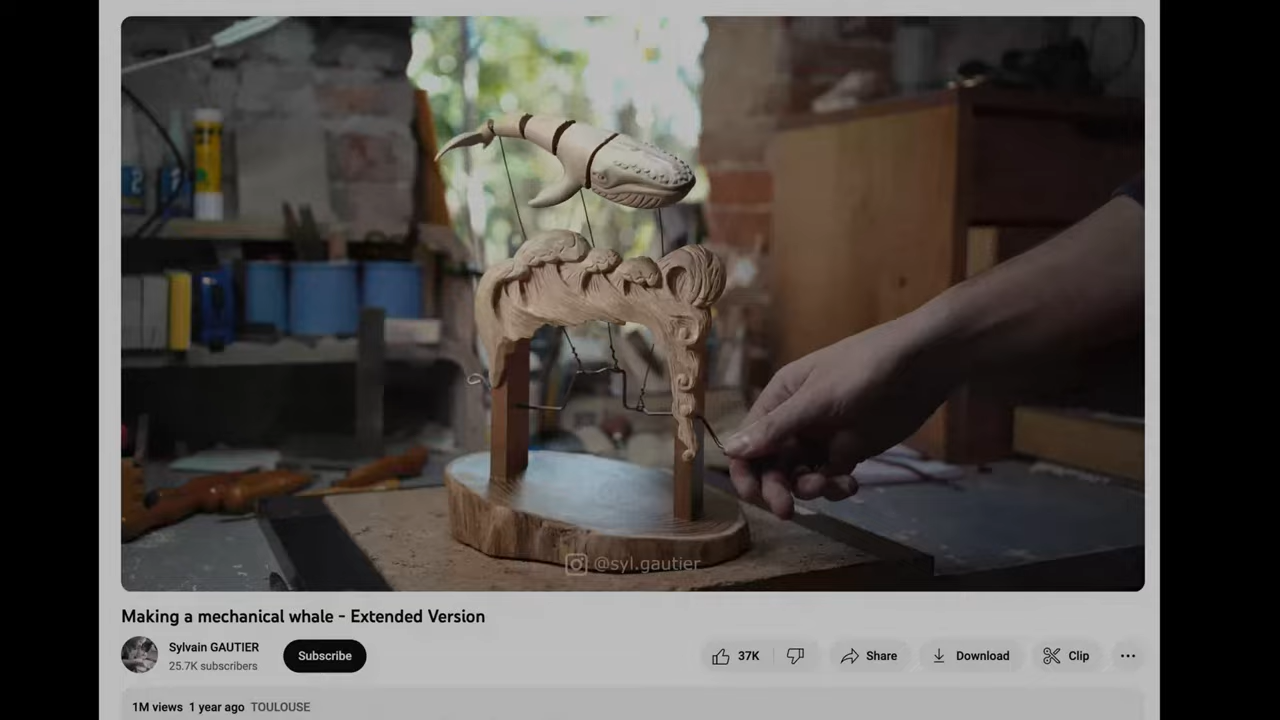 @syl.gautier
Making a mechanical whale - Extended Version
Sylvain GAUTIER
25.7K subscribers
Subscribe
37K
Share
Download
Clip
1M views 1 year ago TOULOUSE